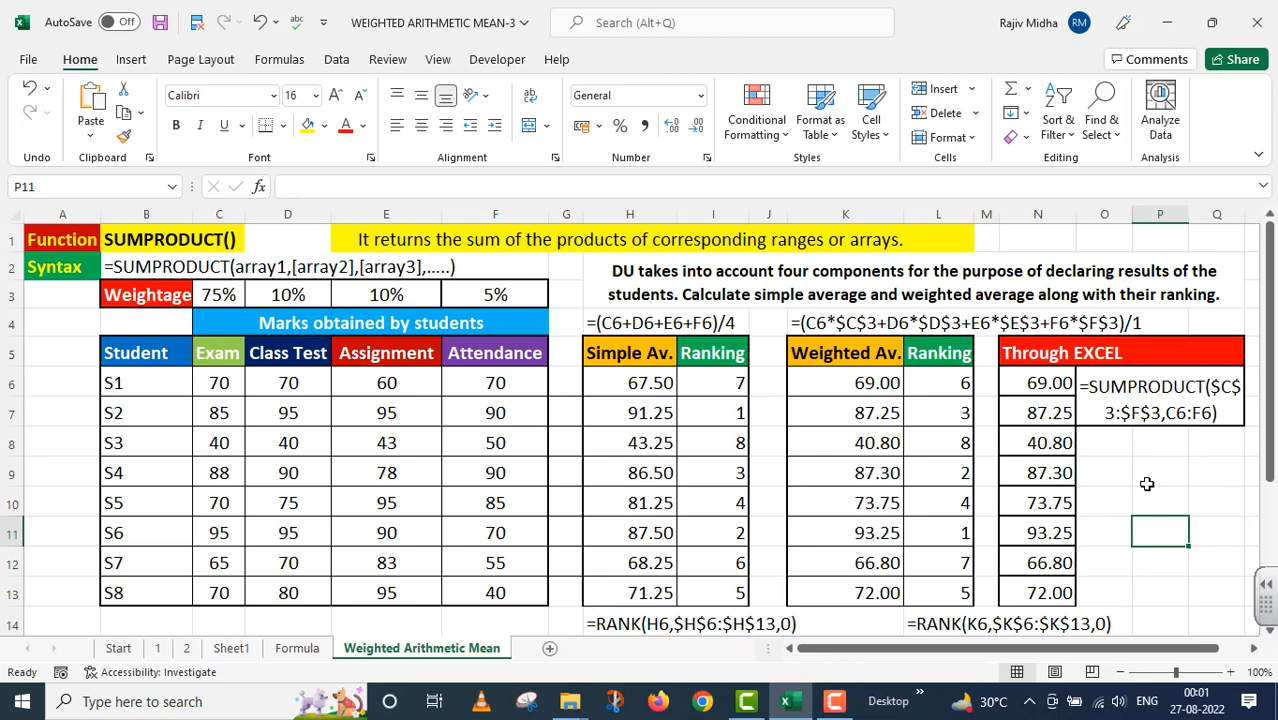 AutoSave Off WEIGHTED ARITHMETIC MEAN-3 Search (Alt+Q) Rajiv Midha RM
File Home Insert Page Layout Formulas Data Review View Developer Help Comments Share
Calibri 16 General Insert
Paste Conditional Formatting Format as Table Cell Styles Delete Sort & Filter Find & Select Analyze Data
B I U A % Format
Undo Clipboard Font Alignment Number Styles Cells Editing Analysis
P11 fx
A B C D E F G H I J K L M N O P Q
1 Function SUMPRODUCT() It returns the sum of the products of corresponding ranges or arrays.
2 Syntax =SUMPRODUCT(array1,[array2],[array3],.....) DU takes into account four components for the purpose of declaring results of the
3 Weightage 75% 10% 10% 5% students. Calculate simple average and weighted average along with their ranking.
4 Marks obtained by students =(C6+D6+E6+F6)/4 =(C6*$C$3+D6*$D$3+E6*$E$3+F6*$F$3)/1
5 Student Exam Class Test Assignment Attendance Simple Av. Ranking Weighted Av. Ranking Through EXCEL
6 S1 70 70 60 70 67.50 7 69.00 6 69.00 =SUMPRODUCT($C$
7 S2 85 95 95 90 91.25 1 87.25 3 87.25 3:$F$3,C6:F6)
8 S3 40 40 43 50 43.25 8 40.80 8 40.80
9 S4 88 90 78 90 86.50 3 87.30 2 87.30
10 S5 70 75 95 85 81.25 4 73.75 4 73.75
11 S6 95 95 90 70 87.50 2 93.25 1 93.25
12 S7 65 70 83 55 68.25 6 66.80 7 66.80
13 S8 70 80 95 40 71.25 5 72.00 5 72.00
14 =RANK(H6,$H$6:$H$13,0) =RANK(K6,$K$6:$K$13,0)
Start 1 2 Sheet1 Formula Weighted Arithmetic Mean
Ready Accessibility: Investigate 100%
Type here to search Desktop 30°C ENG 00:01
27-08-2022